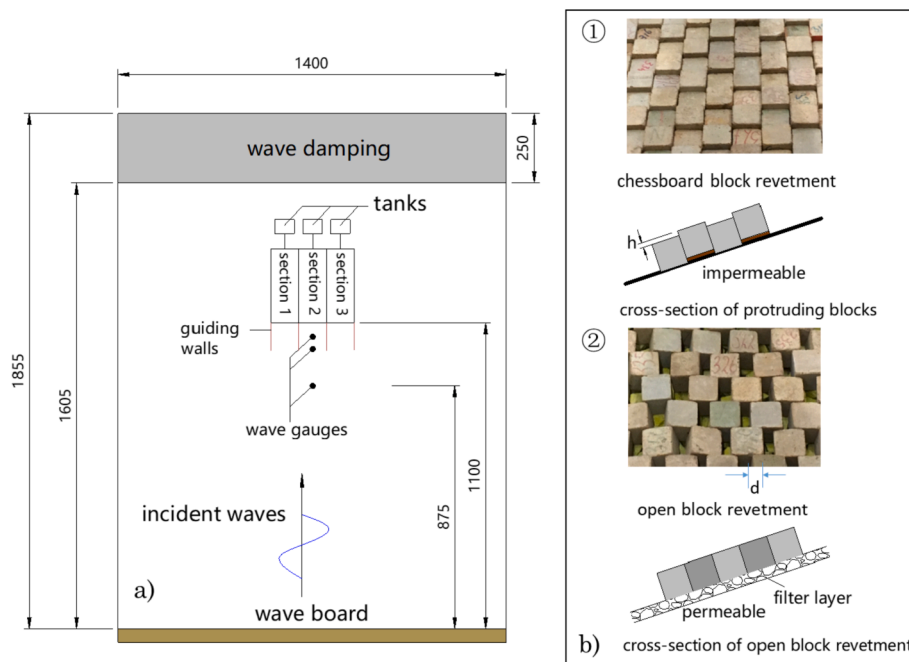 1400
wave damping
250
tanks
section 1
section 2
section 3
guiding
walls
1855
1605
wave gauges
1100
875
incident waves
a)
wave board
①
chessboard block revetment
h
impermeable
cross-section of protruding blocks
②
326
d
open block revetment
filter layer
permeable
b) cross-section of open block revetment